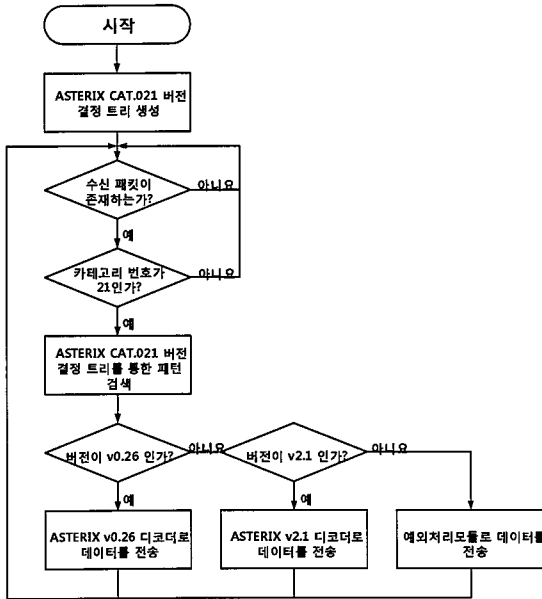 시작
ASTERIX CAT.021 버전
결정 트리 생성
수신 패킷이
존재하는가?
아니요
예
카테고리 번호가
21인가?
아니요
예
ASTERIX CAT.021 버전
결정 트리를 통한 패턴
검색
버전이 v0.26 인가?
아니요
버전이 v2.1 인가?
아니요
예
예
ASTERIX v0.26 디코더로
데이터를 전송
ASTERIX v2.1 디코더로
데이터를 전송
예외처리모듈로 데이터를
전송